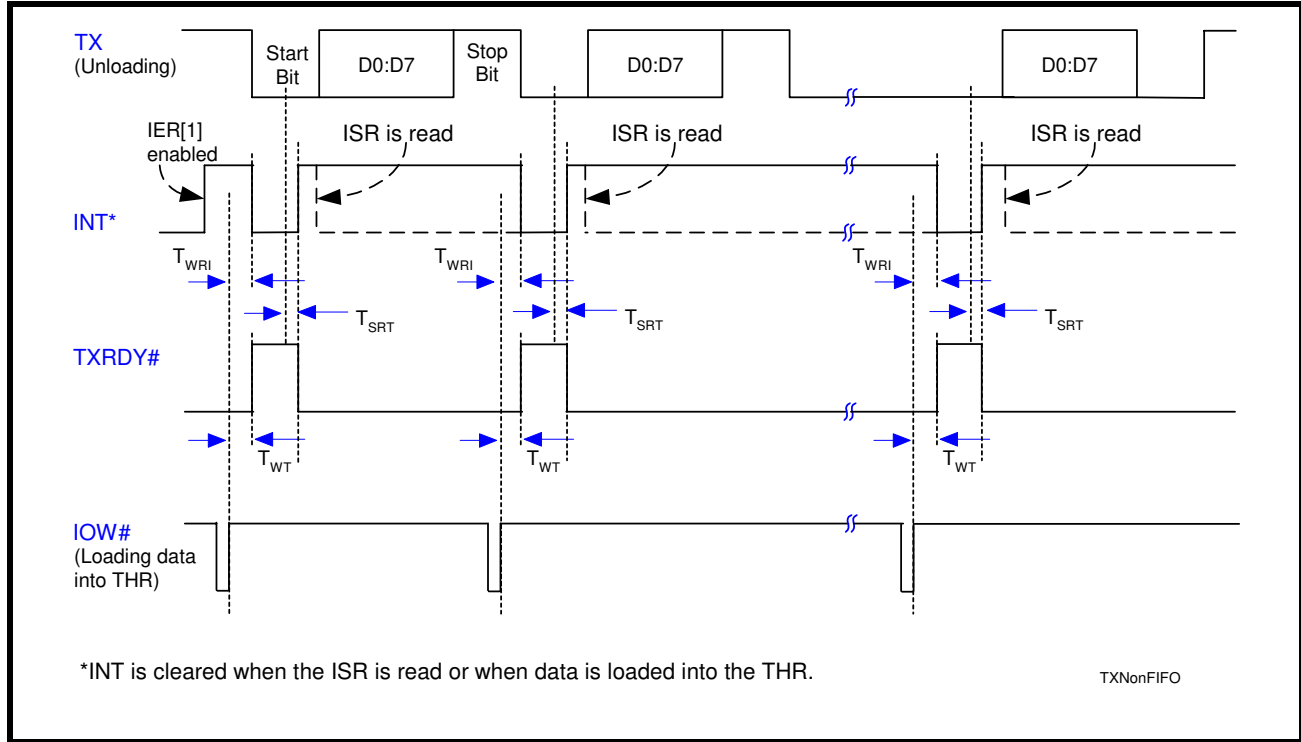 TX
(Unloading)
Start
Bit
D0:D7
Stop
Bit
D0:D7
D0:D7
IER[1]
enabled
ISR is read
ISR is read
ISR is read
INT*
TWRI
TWRI
TWRI
TSRT
TSRT
TSRT
TXRDY#
TWT
TWT
TWT
IOW#
(Loading data
into THR)
*INT is cleared when the ISR is read or when data is loaded into the THR.
TXNonFIFO